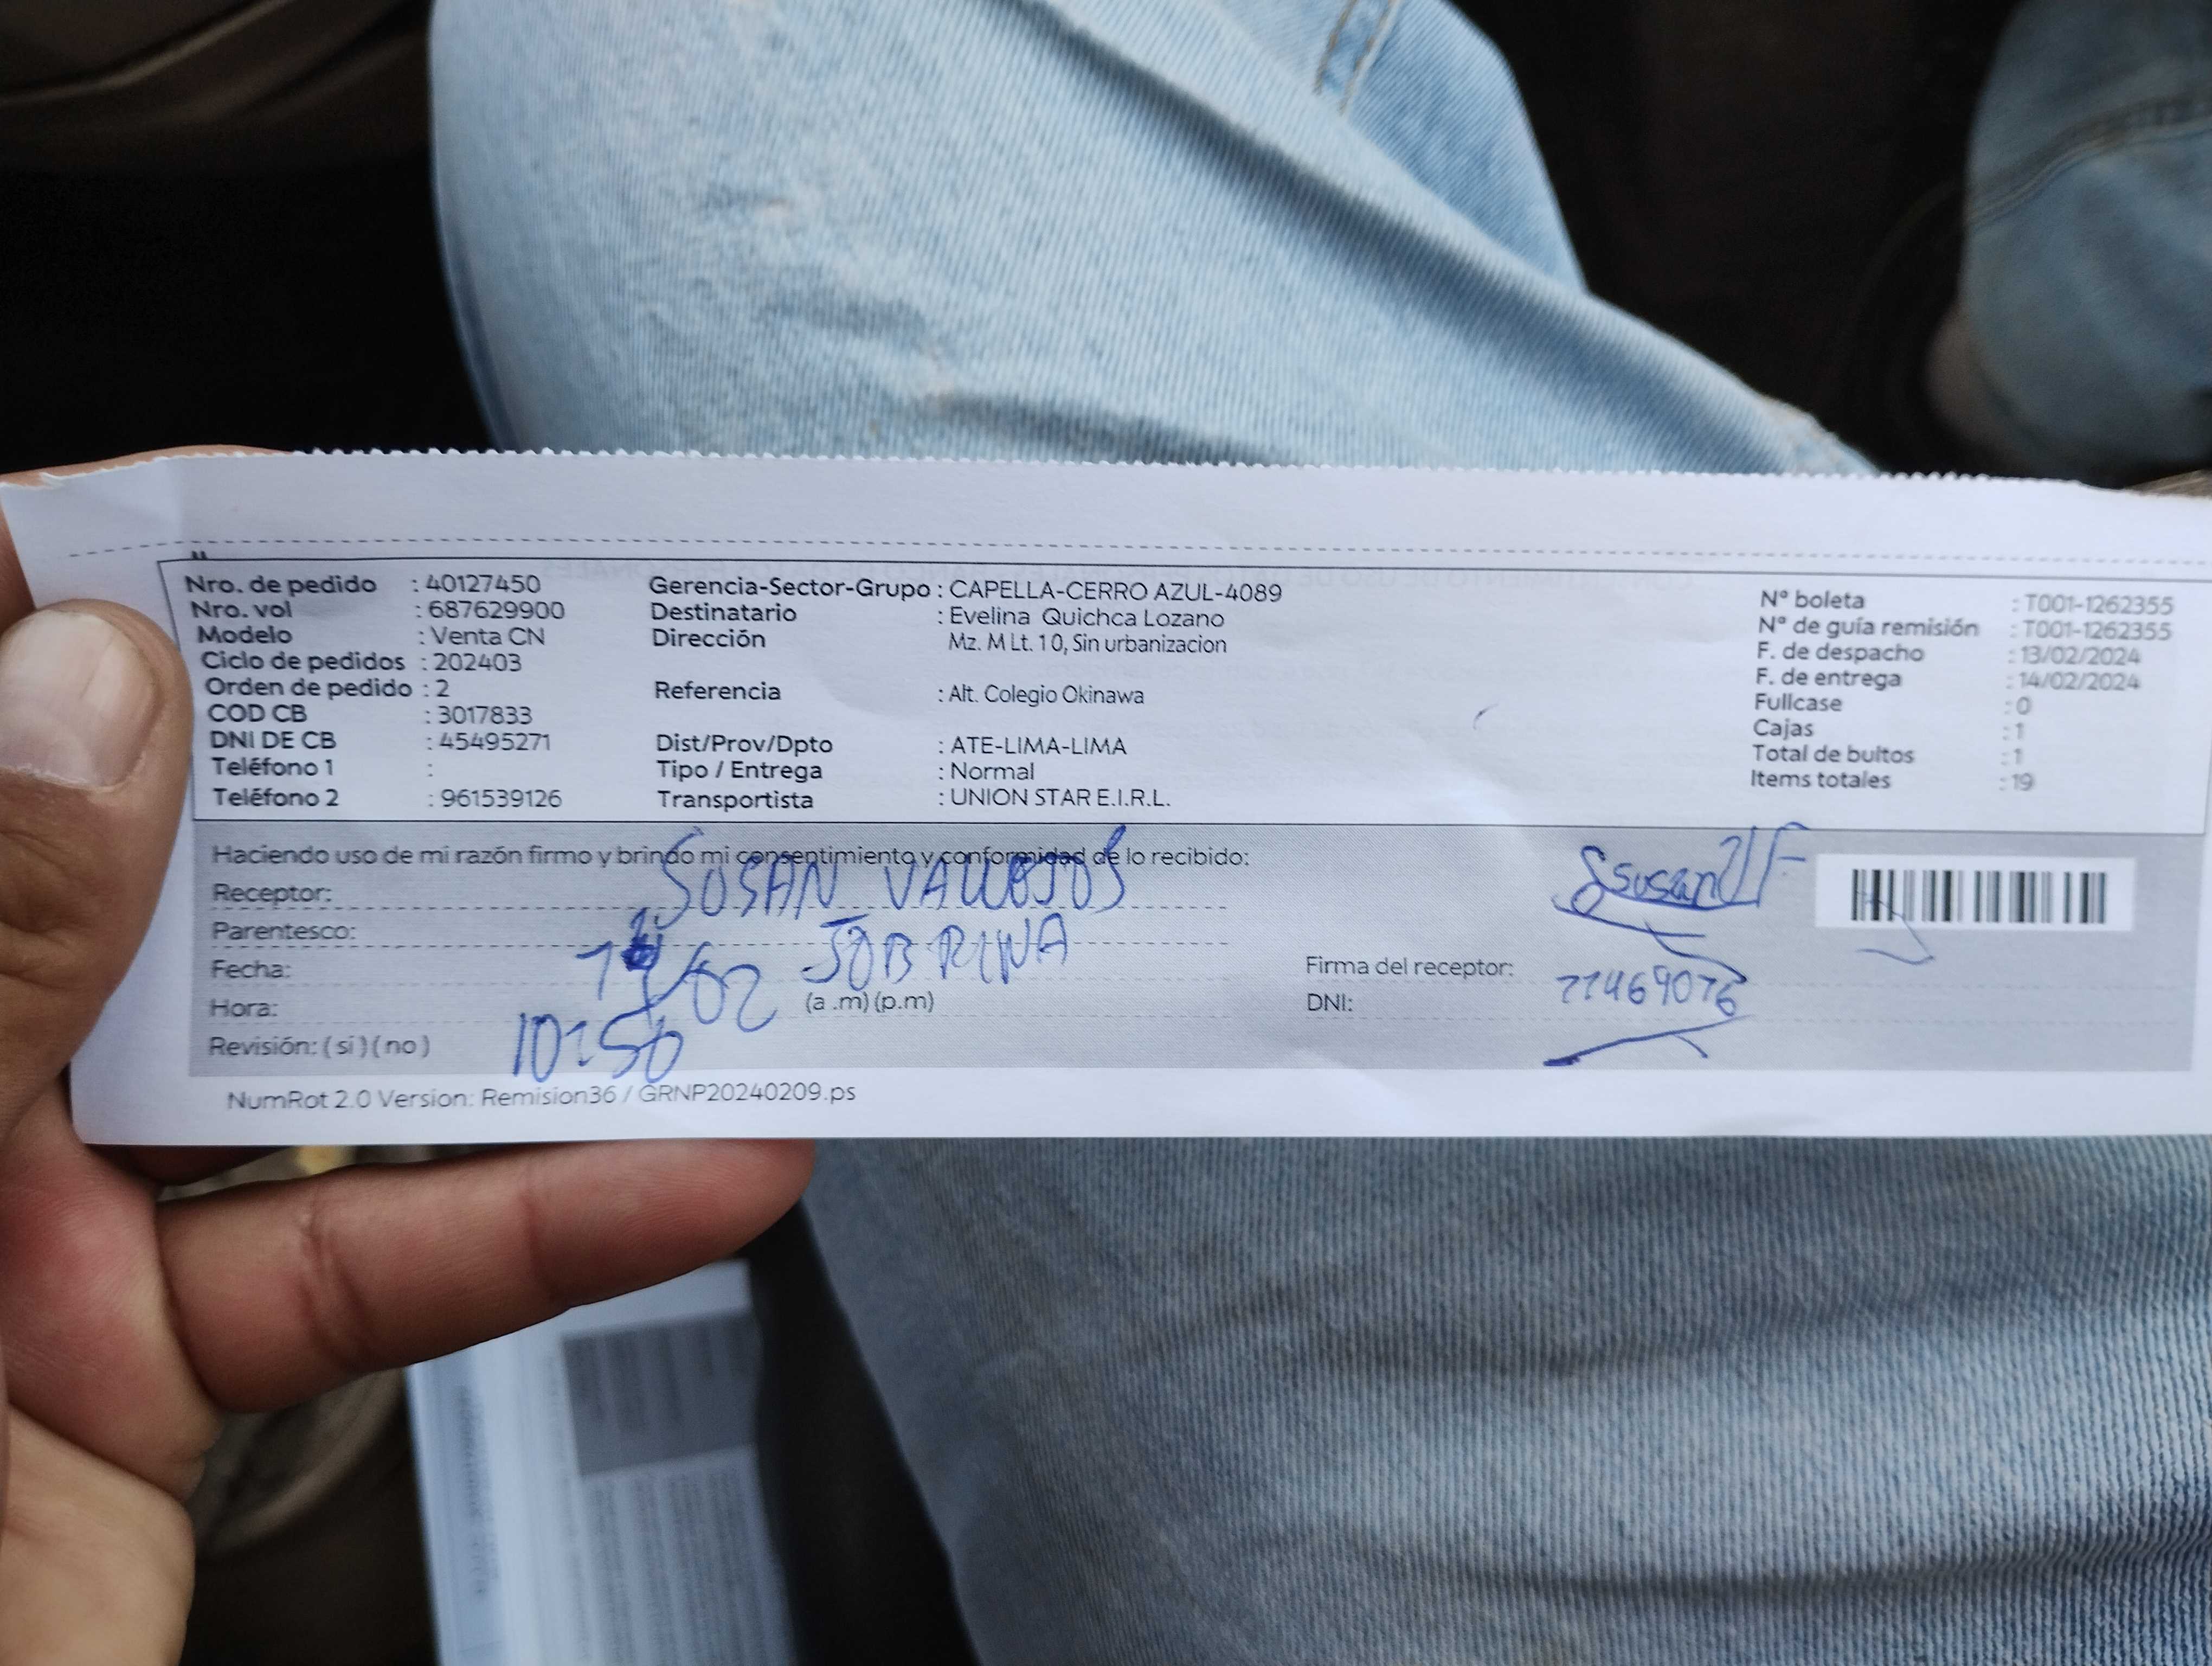 Nro. de pedido : 40127450 Gerencia-Sector-Grupo : CAPELLA-CERRO AZUL-4089 N° boleta : T001-1262355
Nro. vol : 687629900 Destinatario : Evelina Quichca Lozano N° de guía remisión : T001-1262355
Modelo : Venta CN Dirección Mz. M Lt. 10, Sin urbanizacion F. de despacho : 13/02/2024
Ciclo de pedidos : 202403 F. de entrega : 14/02/2024
Orden de pedido : 2 Referencia : Alt. Colegio Okinawa Fullcase : 0
COD CB : 3017833 Cajas : 1
DNI DE CB : 45495271 Dist/Prov/Dpto : ATE-LIMA-LIMA Total de bultos : 1
Teléfono 1 : Tipo / Entrega : Normal Items totales : 19
Teléfono 2 : 961539126 Transportista : UNION STAR E.I.R.L.
Haciendo uso de mi razón firmo y brindo mi consentimiento y conformidad de lo recibido:
Receptor: SUSAN VALLEJOS
Parentesco: SOBRINA
Fecha: 14/02 Firma del receptor: Susan
Hora: 10:50 (a .m) (p.m) DNI:
Revisión: ( si ) ( no )
NumRot 2.0 Version: Remision36 / GRNP20240209.ps